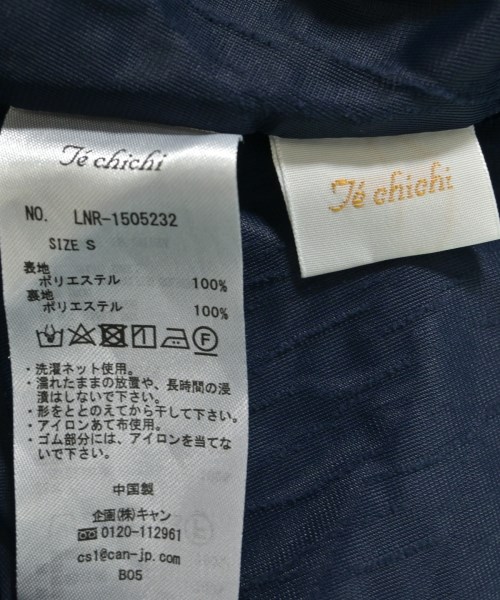 Té chichi
NO. LNR-1505232
SIZE S
表地
ポリエステル 100%
裏地
ポリエステル 100%
・洗濯ネット使用。
・濡れたままの放置や、長時間の浸
漬はしないで下さい。
・形をととのえてから干して下さい。
・アイロンあて布使用。
・ゴム部分には、アイロンを当てな
いで下さい。
中国製
企画(株)キャン
0120-112961
cs1@can-jp.com
B05
Té chichi